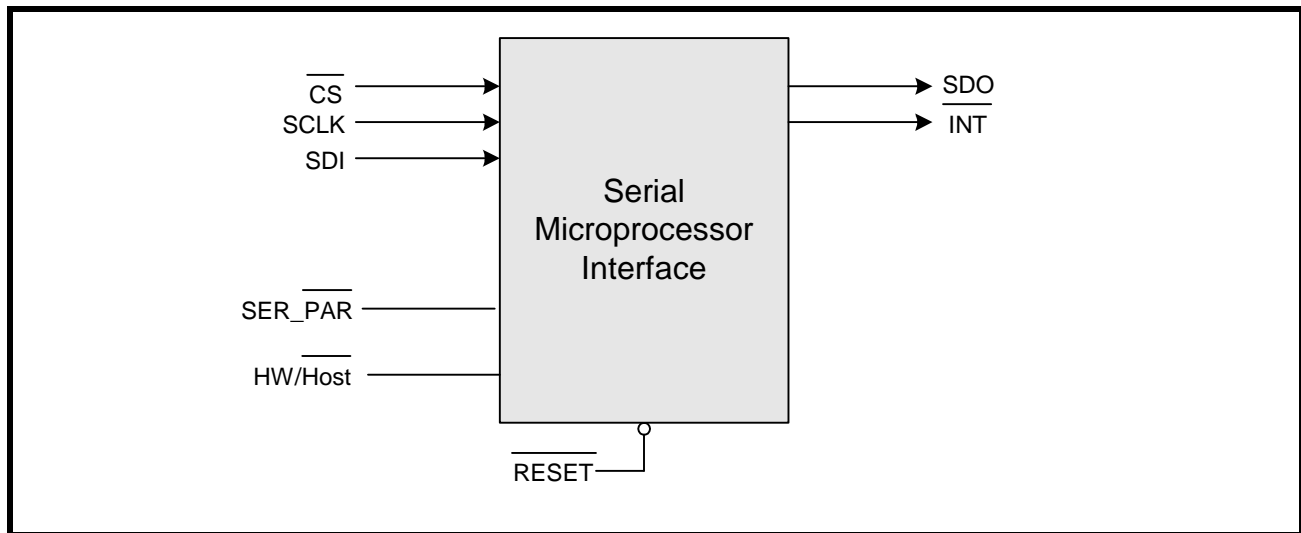 CS
SCLK
SDI
SER_PAR
HW/Host
Serial
Microprocessor
Interface
SDO
INT
RESET